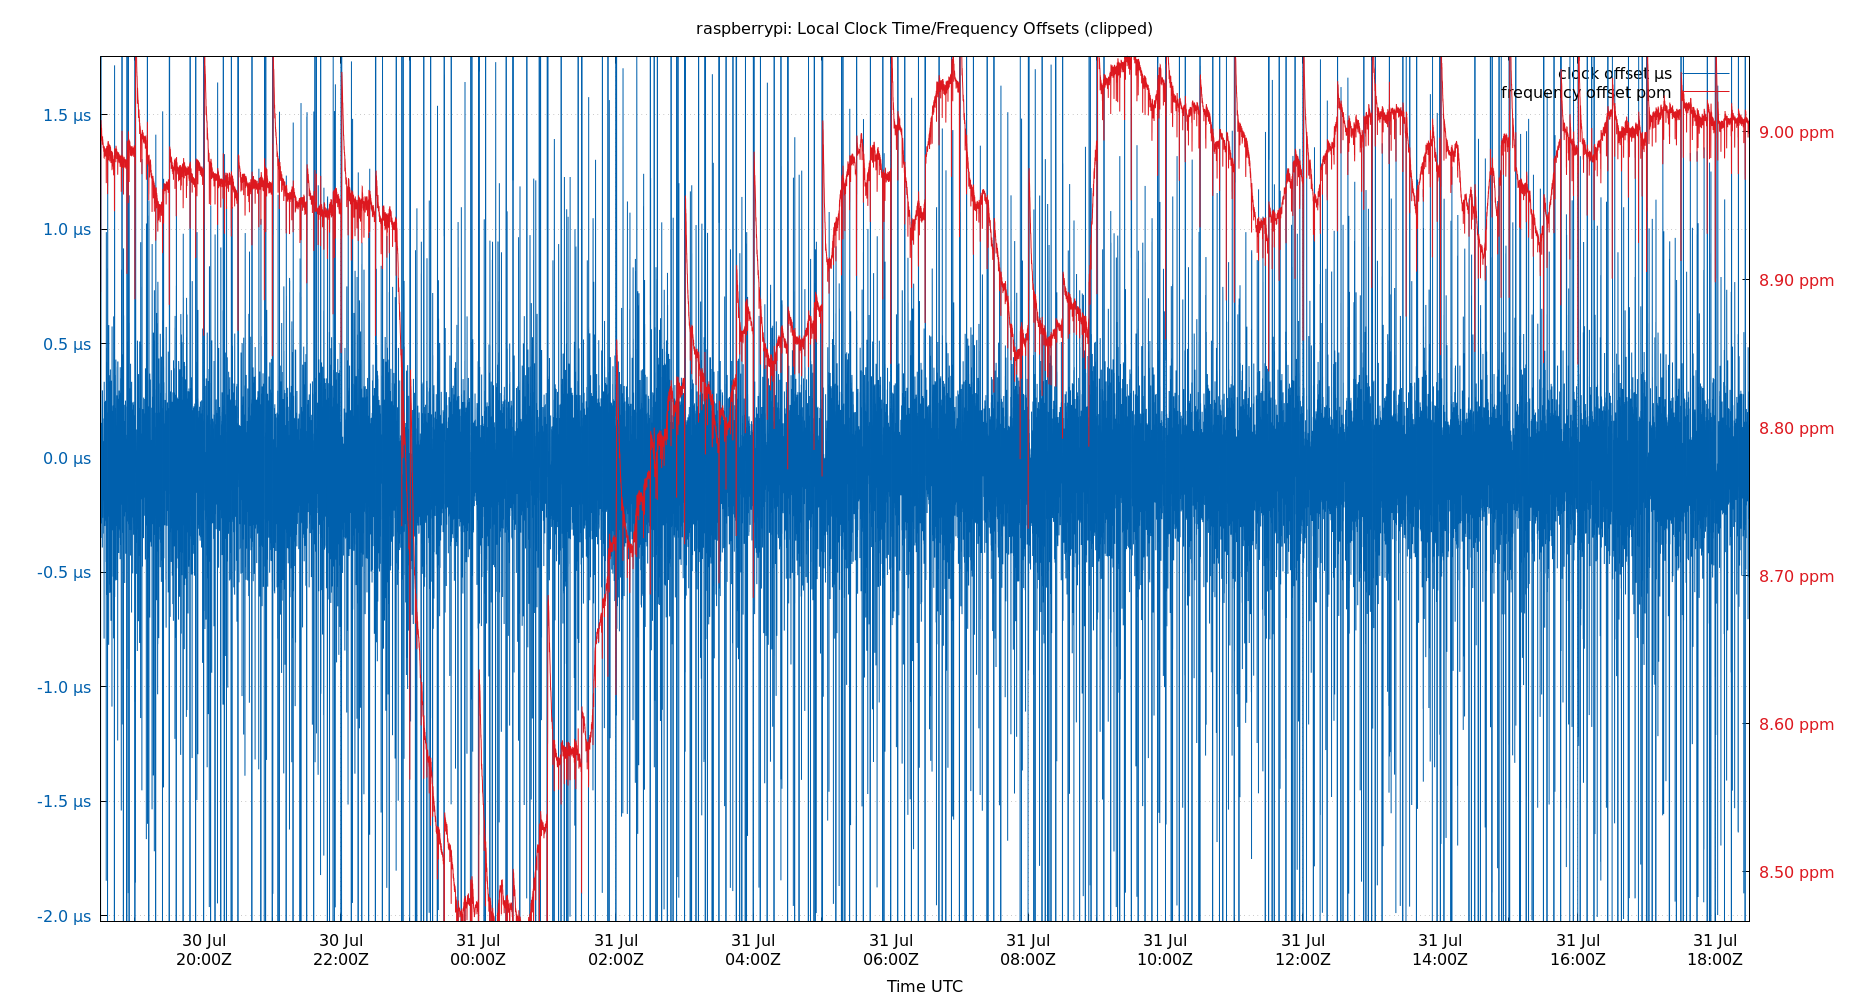 raspberrypi: Local Clock Time/Frequency Offsets (clipped)
clock offset µs
frequency offset ppm
1.5 µs
1.0 µs
0.5 µs
0.0 µs
-0.5 µs
-1.0 µs
-1.5 µs
-2.0 µs
9.00 ppm
8.90 ppm
8.80 ppm
8.70 ppm
8.60 ppm
8.50 ppm
30 Jul 30 Jul 31 Jul 31 Jul 31 Jul 31 Jul 31 Jul 31 Jul 31 Jul 31 Jul 31 Jul 31 Jul
20:00Z 22:00Z 00:00Z 02:00Z 04:00Z 06:00Z 08:00Z 10:00Z 12:00Z 14:00Z 16:00Z 18:00Z
Time UTC